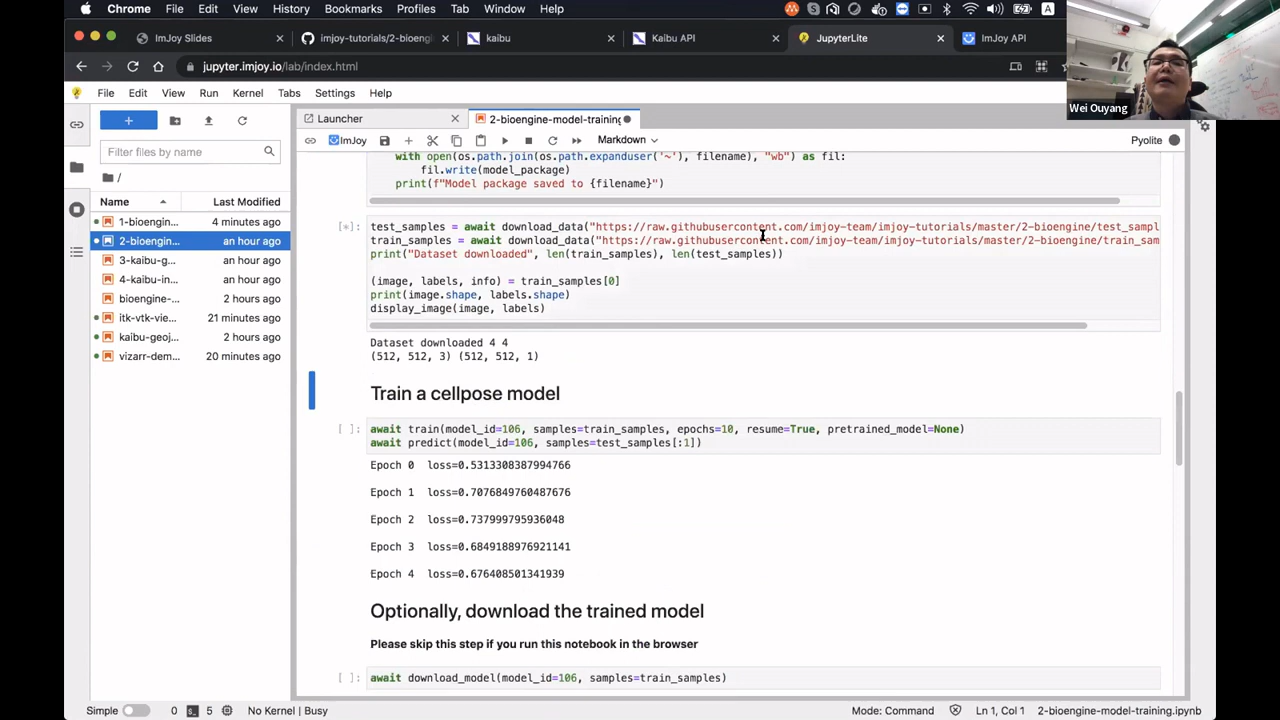 Chrome File Edit View History Bookmarks Profiles Tab Window Help
ImJoy Slides
imjoy-tutorials/2-bioengi
kaibu
Kaibu API
JupyterLite
ImJoy API
jupyter.imjoy.io/lab/index.html
Wei Ouyang
File Edit View Run Kernel Tabs Settings Help
Launcher
2-bioengine-model-training
Filter files by name
ImJoy
Markdown
Pyolite
/
Name Last Modified
1-bioengin... 4 minutes ago
2-bioengin... an hour ago
3-kaibu-g... an hour ago
4-kaibu-in... an hour ago
bioengine-... 2 hours ago
itk-vtk-vie... 21 minutes ago
kaibu-geoj... 2 hours ago
vizarr-dem... 20 minutes ago
with open(os.path.join(os.path.expanduser('~'), filename), "wb") as fil:
fil.write(model_package)
print(f"Model package saved to {filename}")
[*]: test_samples = await download_data("https://raw.githubusercontent.com/imjoy-team/imjoy-tutorials/master/2-bioengine/test_sampl
train_samples = await download_data("https://raw.githubusercontent.com/imjoy-team/imjoy-tutorials/master/2-bioengine/train_sam
print("Dataset downloaded", len(train_samples), len(test_samples))
(image, labels, info) = train_samples[0]
print(image.shape, labels.shape)
display_image(image, labels)
Dataset downloaded 4 4
(512, 512, 3) (512, 512, 1)
Train a cellpose model
[ ]: await train(model_id=106, samples=train_samples, epochs=10, resume=True, pretrained_model=None)
await predict(model_id=106, samples=test_samples[:1])
Epoch 0 loss=0.5313308387994766
Epoch 1 loss=0.7076849760487676
Epoch 2 loss=0.737999795936048
Epoch 3 loss=0.6849188976921141
Epoch 4 loss=0.676408501341939
Optionally, download the trained model
Please skip this step if you run this notebook in the browser
[ ]: await download_model(model_id=106, samples=train_samples)
Simple 0 5 No Kernel | Busy
Mode: Command Ln 1, Col 1 2-bioengine-model-training.ipynb